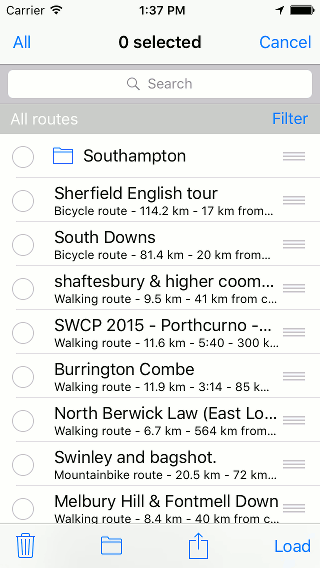 Carrier 1:37 PM
All 0 selected Cancel
Search
All routes Filter
Southampton
Sherfield English tour
Bicycle route - 114.2 km - 17 km from...
South Downs
Bicycle route - 81.4 km - 20 km from...
shaftesbury & higher coom...
Walking route - 9.5 km - 41 km from c...
SWCP 2015 - Porthcurno -...
Walking route - 11.6 km - 5:40 - 300 k...
Burrington Combe
Walking route - 11.9 km - 3:14 - 85 k...
North Berwick Law (East Lo...
Walking route - 6.7 km - 564 km from...
Swinley and bagshot.
Mountainbike route - 20.5 km - 72 km...
Melbury Hill & Fontmell Down
Walking route - 8.4 km - 40 km from c...
Load